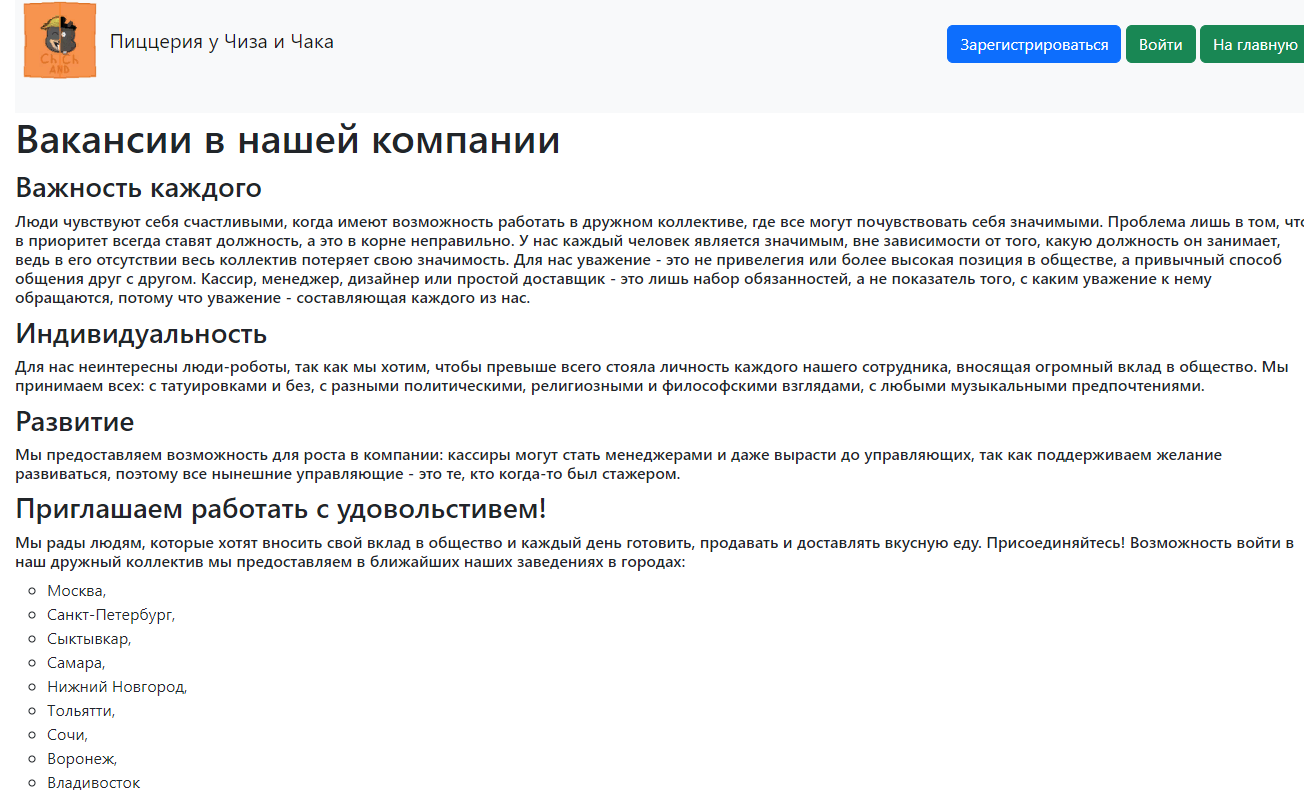 ChiCh
AND
Пиццерия у Чиза и Чака
Зарегистрироваться
Войти
На главную
Вакансии в нашей компании
Важность каждого
Люди чувствуют себя счастливыми, когда имеют возможность работать в дружном коллективе, где все могут почувствовать себя значимыми. Проблема лишь в том, что
в приоритет всегда ставят должность, а это в корне неправильно. У нас каждый человек является значимым, вне зависимости от того, какую должность он занимает,
ведь в его отсутствии весь коллектив потеряет свою значимость. Для нас уважение - это не привелегия или более высокая позиция в обществе, а привычный способ
общения друг с другом. Кассир, менеджер, дизайнер или простой доставщик - это лишь набор обязанностей, а не показатель того, с каким уважение к нему
обращаются, потому что уважение - составляющая каждого из нас.
Индивидуальность
Для нас неинтересны люди-роботы, так как мы хотим, чтобы превыше всего стояла личность каждого нашего сотрудника, вносящая огромный вклад в общество. Мы
принимаем всех: с татуировками и без, с разными политическими, религиозными и философскими взглядами, с любыми музыкальными предпочтениями.
Развитие
Мы предоставляем возможность для роста в компании: кассиры могут стать менеджерами и даже вырасти до управляющих, так как поддерживаем желание
развиваться, поэтому все нынешние управляющие - это те, кто когда-то был стажером.
Приглашаем работать с удовольстивем!
Мы рады людям, которые хотят вносить свой вклад в общество и каждый день готовить, продавать и доставлять вкусную еду. Присоединяйтесь! Возможность войти в
наш дружный коллектив мы предоставляем в ближайших наших заведениях в городах:
Москва,
Санкт-Петербург,
Сыктывкар,
Самара,
Нижний Новгород,
Тольятти,
Сочи,
Воронеж,
Владивосток